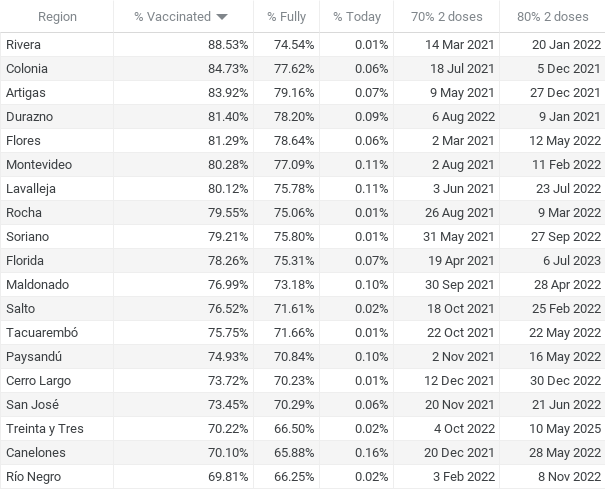 Region % Vaccinated % Fully % Today 70% 2 doses 80% 2 doses
Rivera 88.53% 74.54% 0.01% 14 Mar 2021 20 Jan 2022
Colonia 84.73% 77.62% 0.06% 18 Jul 2021 5 Dec 2021
Artigas 83.92% 79.16% 0.07% 9 May 2021 27 Dec 2021
Durazno 81.40% 78.20% 0.09% 6 Aug 2022 9 Jan 2021
Flores 81.29% 78.64% 0.06% 2 Mar 2021 12 May 2022
Montevideo 80.28% 77.09% 0.11% 2 Aug 2021 11 Feb 2022
Lavalleja 80.12% 75.78% 0.11% 3 Jun 2021 23 Jul 2022
Rocha 79.55% 75.06% 0.01% 26 Aug 2021 9 Mar 2022
Soriano 79.21% 75.80% 0.01% 31 May 2021 27 Sep 2022
Florida 78.26% 75.31% 0.07% 19 Apr 2021 6 Jul 2023
Maldonado 76.99% 73.18% 0.10% 30 Sep 2021 28 Apr 2022
Salto 76.52% 71.61% 0.02% 18 Oct 2021 25 Feb 2022
Tacuarembó 75.75% 71.66% 0.01% 22 Oct 2021 22 May 2022
Paysandú 74.93% 70.84% 0.10% 2 Nov 2021 16 May 2022
Cerro Largo 73.72% 70.23% 0.01% 12 Dec 2021 30 Dec 2022
San José 73.45% 70.29% 0.06% 20 Nov 2021 21 Jun 2022
Treinta y Tres 70.22% 66.50% 0.02% 4 Oct 2022 10 May 2025
Canelones 70.10% 65.88% 0.16% 20 Dec 2021 28 May 2022
Río Negro 69.81% 66.25% 0.02% 3 Feb 2022 8 Nov 2022